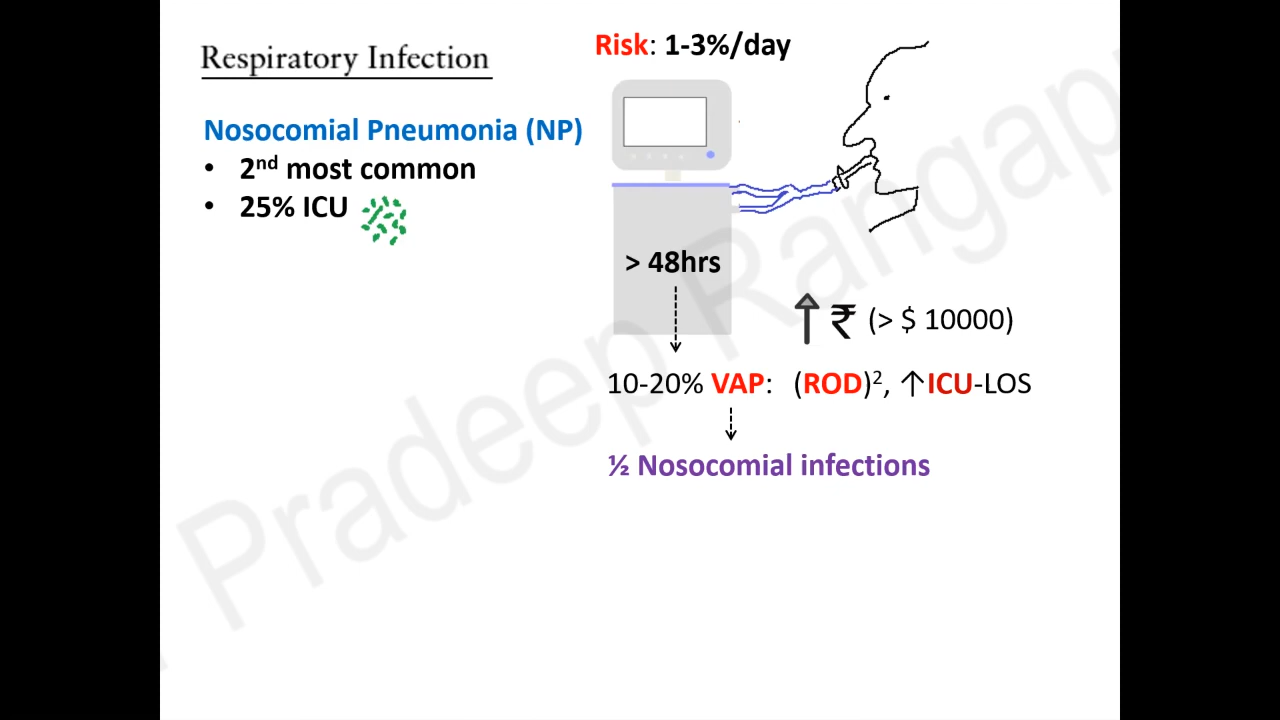 Respiratory Infection
Nosocomial Pneumonia (NP)
• 2nd most common
• 25% ICU
Risk: 1-3%/day
> 48hrs
↑ ₹ (> $ 10000)
10-20% VAP: (ROD)², ↑ICU-LOS
½ Nosocomial infections
Pradeep Rangap